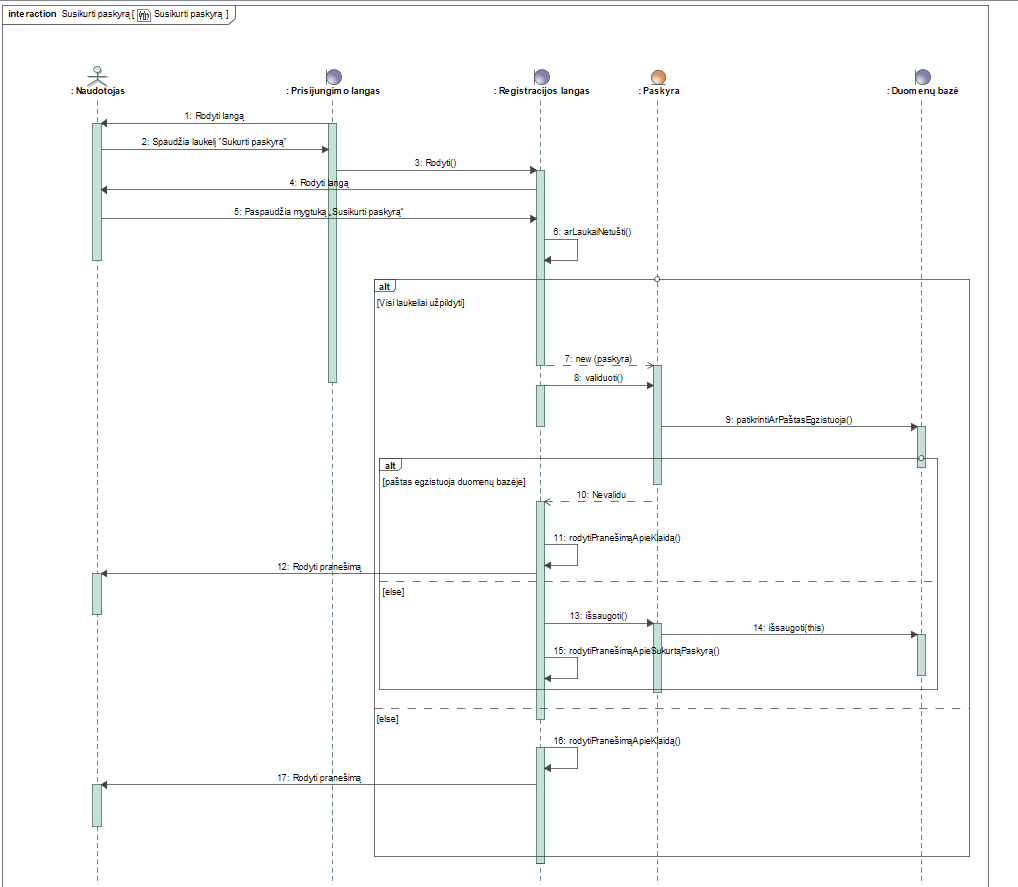 interaction Susikurti paskyrą [ Susikurti paskyrą ]
: Naudotojas
: Prisijungimo langas
: Registracijos langas
: Paskyra
: Duomenų bazė
1: Rodyti langą
2: Spaudžia laukelį "Sukurti paskyrą"
3: Rodyti()
4: Rodyti langą
5: Paspaudžia mygtuką „Susikurti paskyrą“
6: arLaukaiNetušti()
alt
[Visi laukeliai užpildyti]
7: new (paskyra)
8: validuoti()
9: patikrintiArPaštasEgzistuoja()
alt
[paštas egzistuoja duomenų bazėje]
10: Nevalidu
11: rodytiPranešimąApieKlaidą()
12: Rodyti pranešimą
[else]
13: išsaugoti()
14: išsaugoti(this)
15: rodytiPranešimąApieSukurtąPaskyrą()
[else]
16: rodytiPranešimąApieKlaidą()
17: Rodyti pranešimą